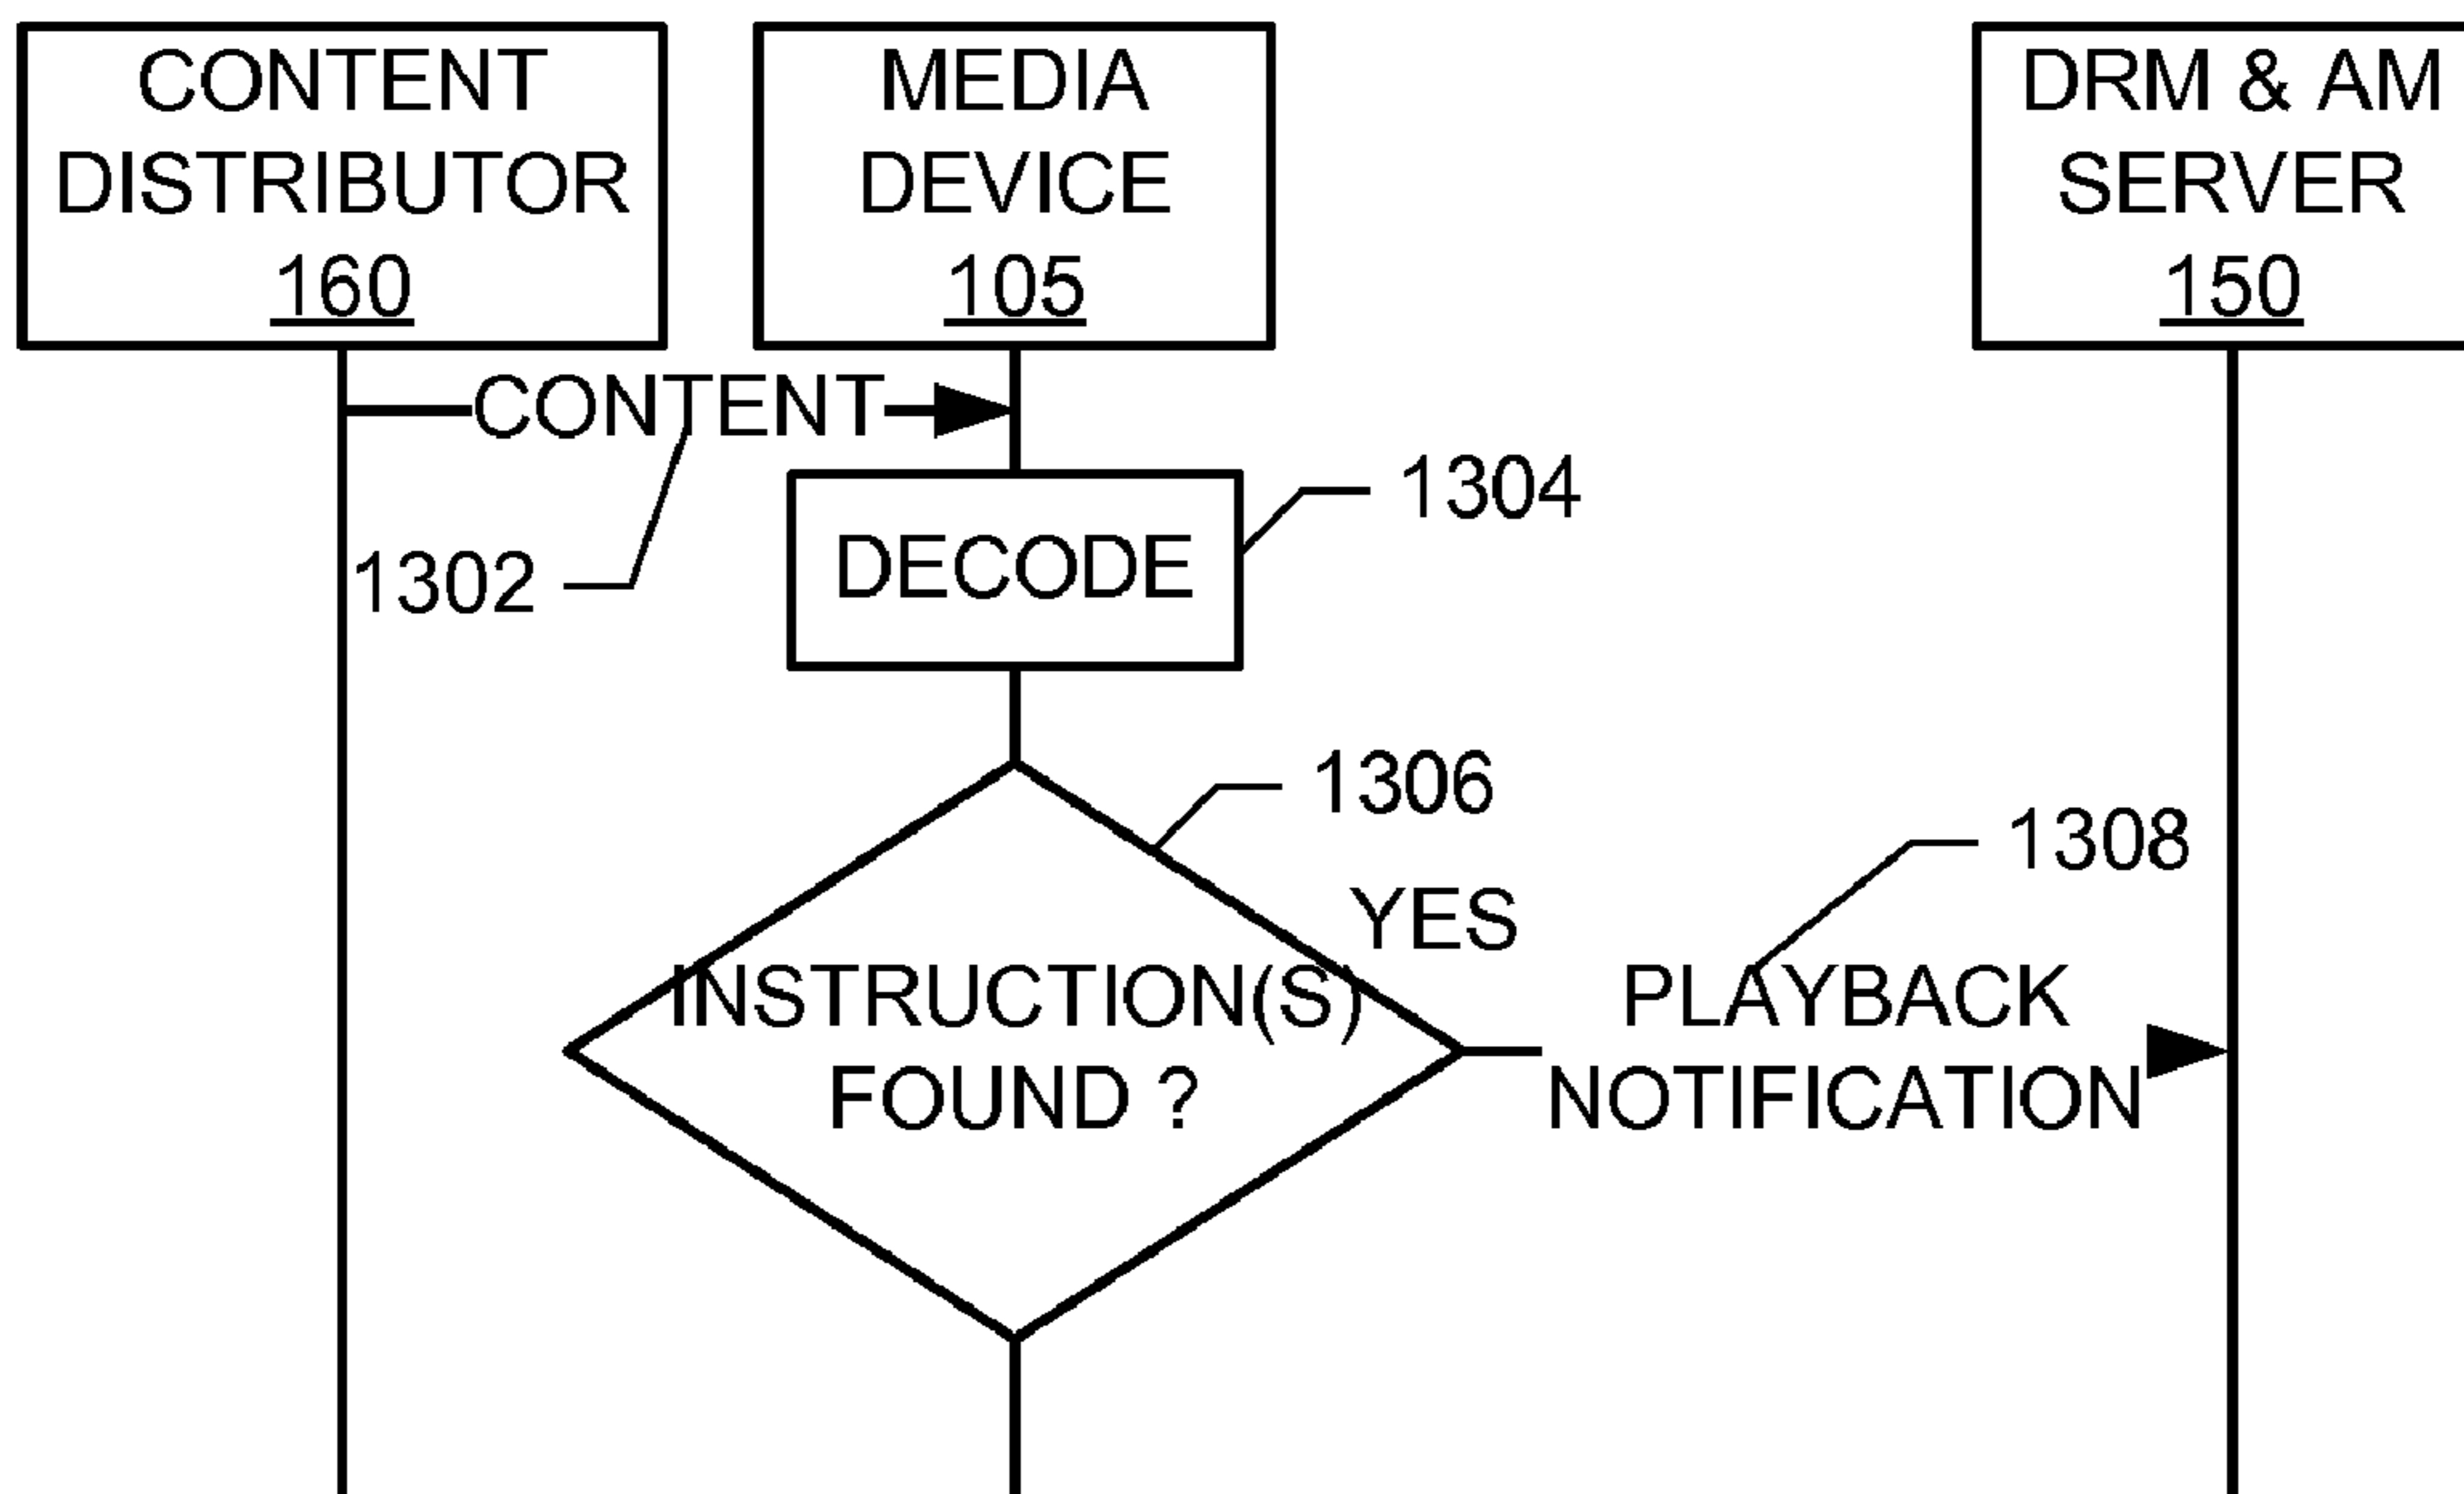 CONTENT
DISTRIBUTOR
160
MEDIA
DEVICE
105
DRM & AM
SERVER
150
CONTENT
1302
DECODE
1304
1306
INSTRUCTION(S)
FOUND ?
YES
1308
PLAYBACK
NOTIFICATION